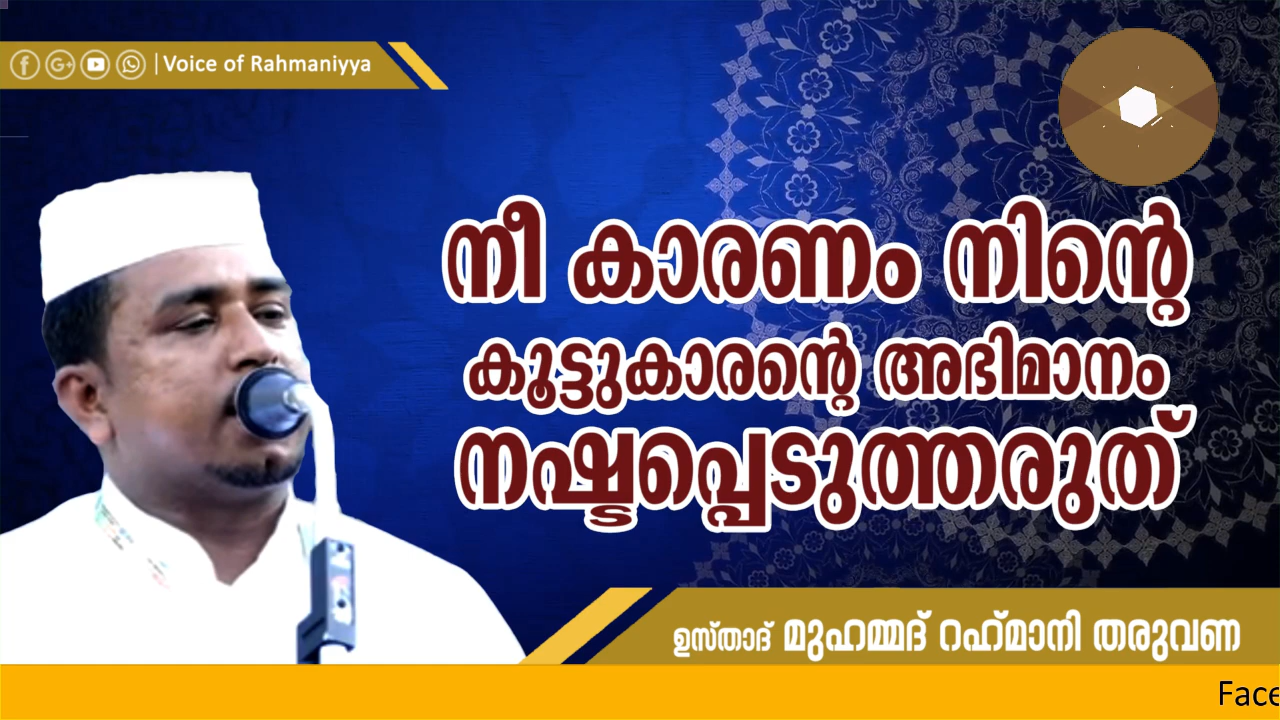 | Voice of Rahmaniyya
നീ കാരണം നിന്റെ
കൂട്ടുകാരന്റെ അഭിമാനം
നഷ്ടപ്പെടുത്തരുത്
ഉസ്താദ് മുഹമ്മദ് റഹ്‌മാനി തരുവണ
Face